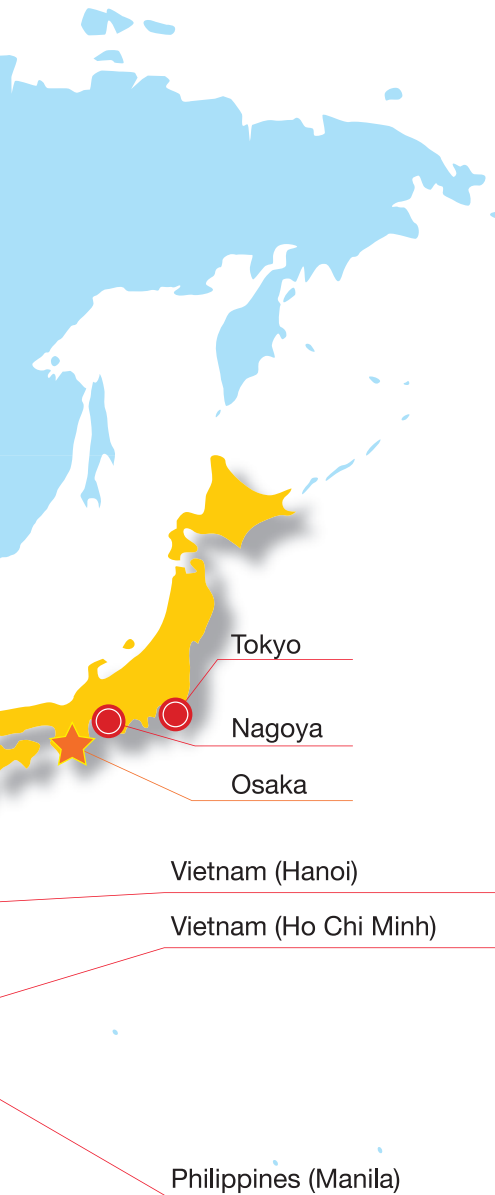 Tokyo
Nagoya
Osaka
Vietnam (Hanoi)
Vietnam (Ho Chi Minh)
Philippines (Manila)